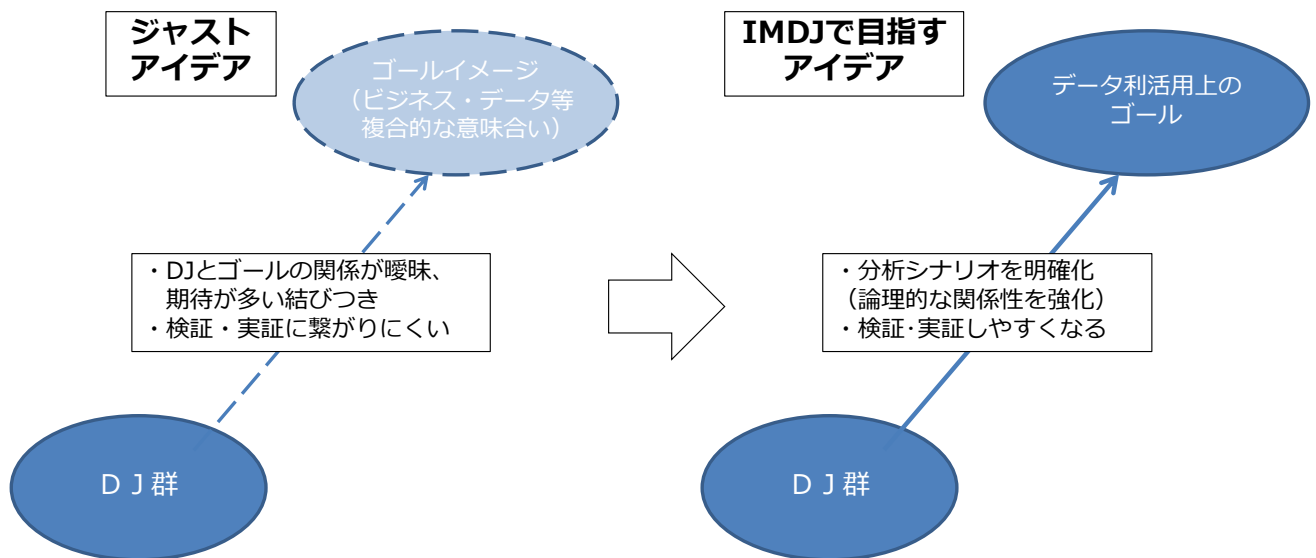 ジャスト
アイデア
ゴールイメージ
（ビジネス・データ等
複合的な意味合い）
・DJとゴールの関係が曖昧、
期待が多い結びつき
・検証・実証に繋がりにくい
ＤＪ群
IMDJで目指す
アイデア
データ利活用上の
ゴール
・分析シナリオを明確化
（論理的な関係性を強化）
・検証･実証しやすくなる
ＤＪ群